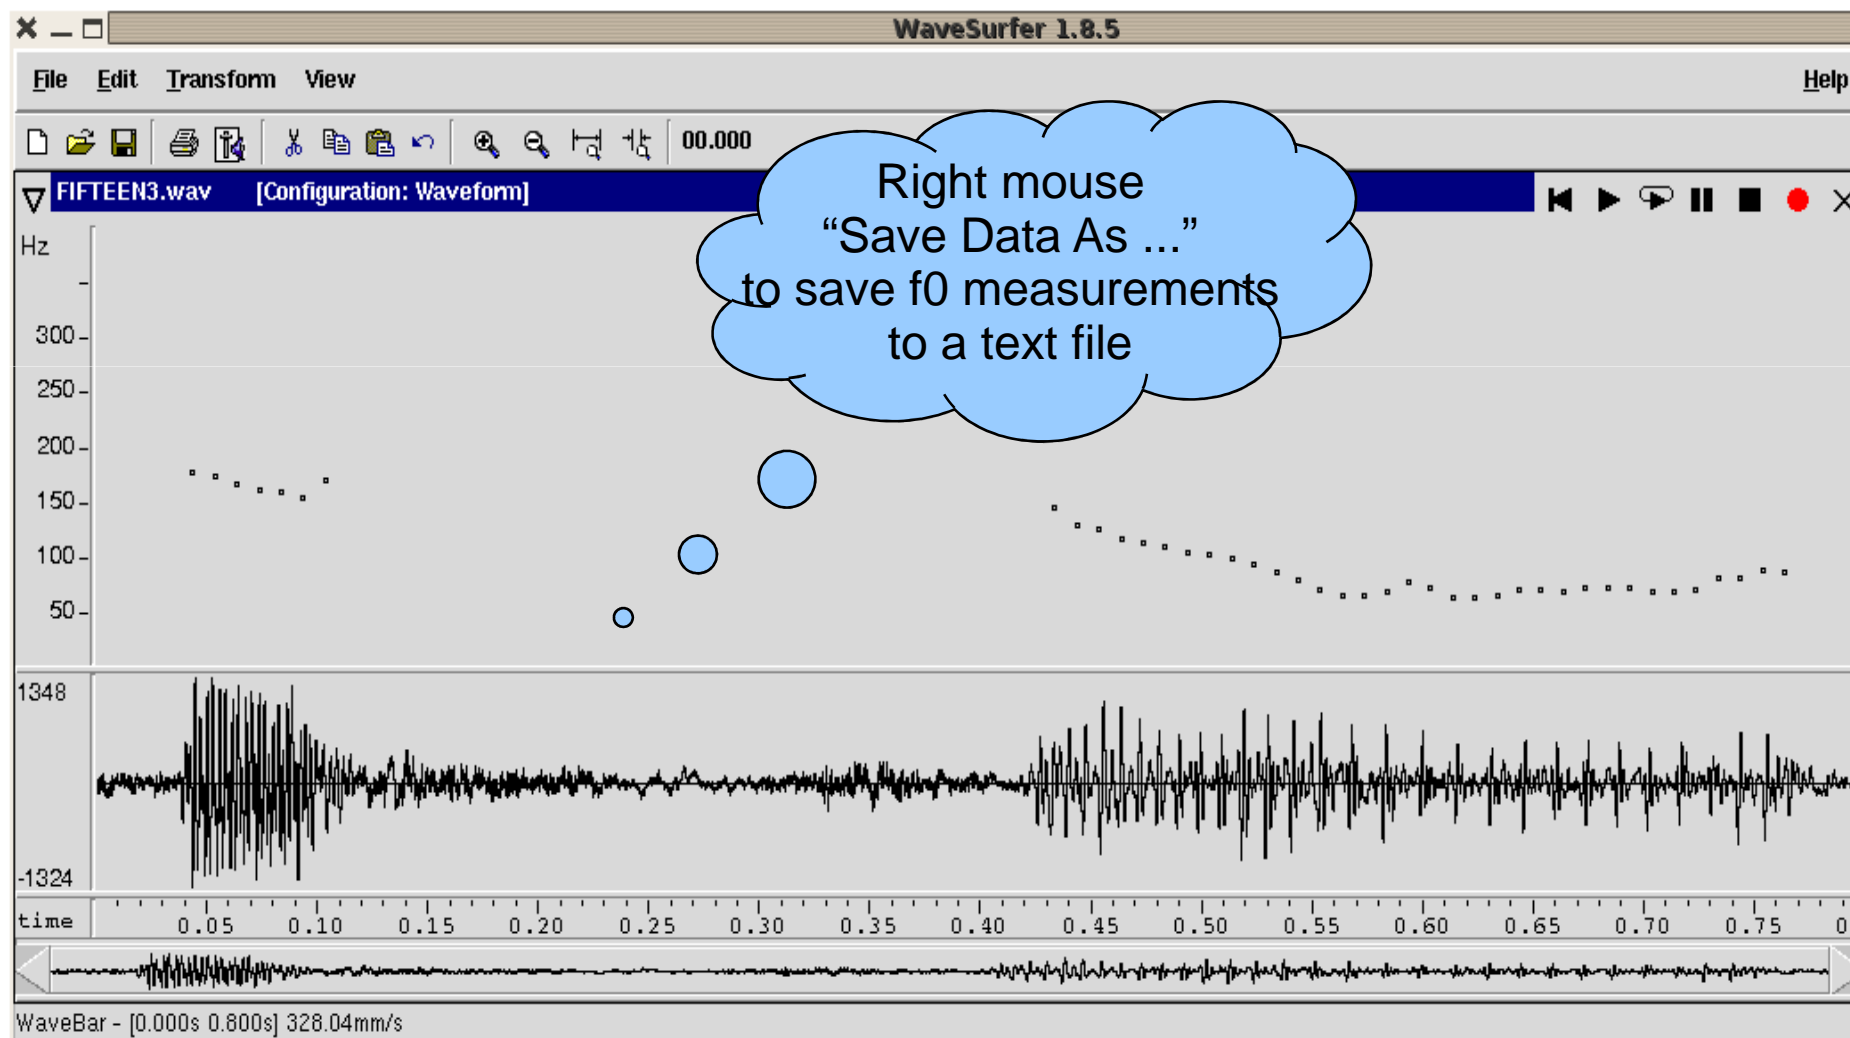 WaveSurfer 1.8.5
File Edit Transform View Help
00.000
FIFTEEN3.wav [Configuration: Waveform]
Right mouse
“Save Data As ...”
to save f0 measurements
to a text file
Hz
300
250
200
150
100
50
1348
-1324
time 0.05 0.10 0.15 0.20 0.25 0.30 0.35 0.40 0.45 0.50 0.55 0.60 0.65 0.70 0.75 0
WaveBar - [0.000s 0.800s] 328.04mm/s